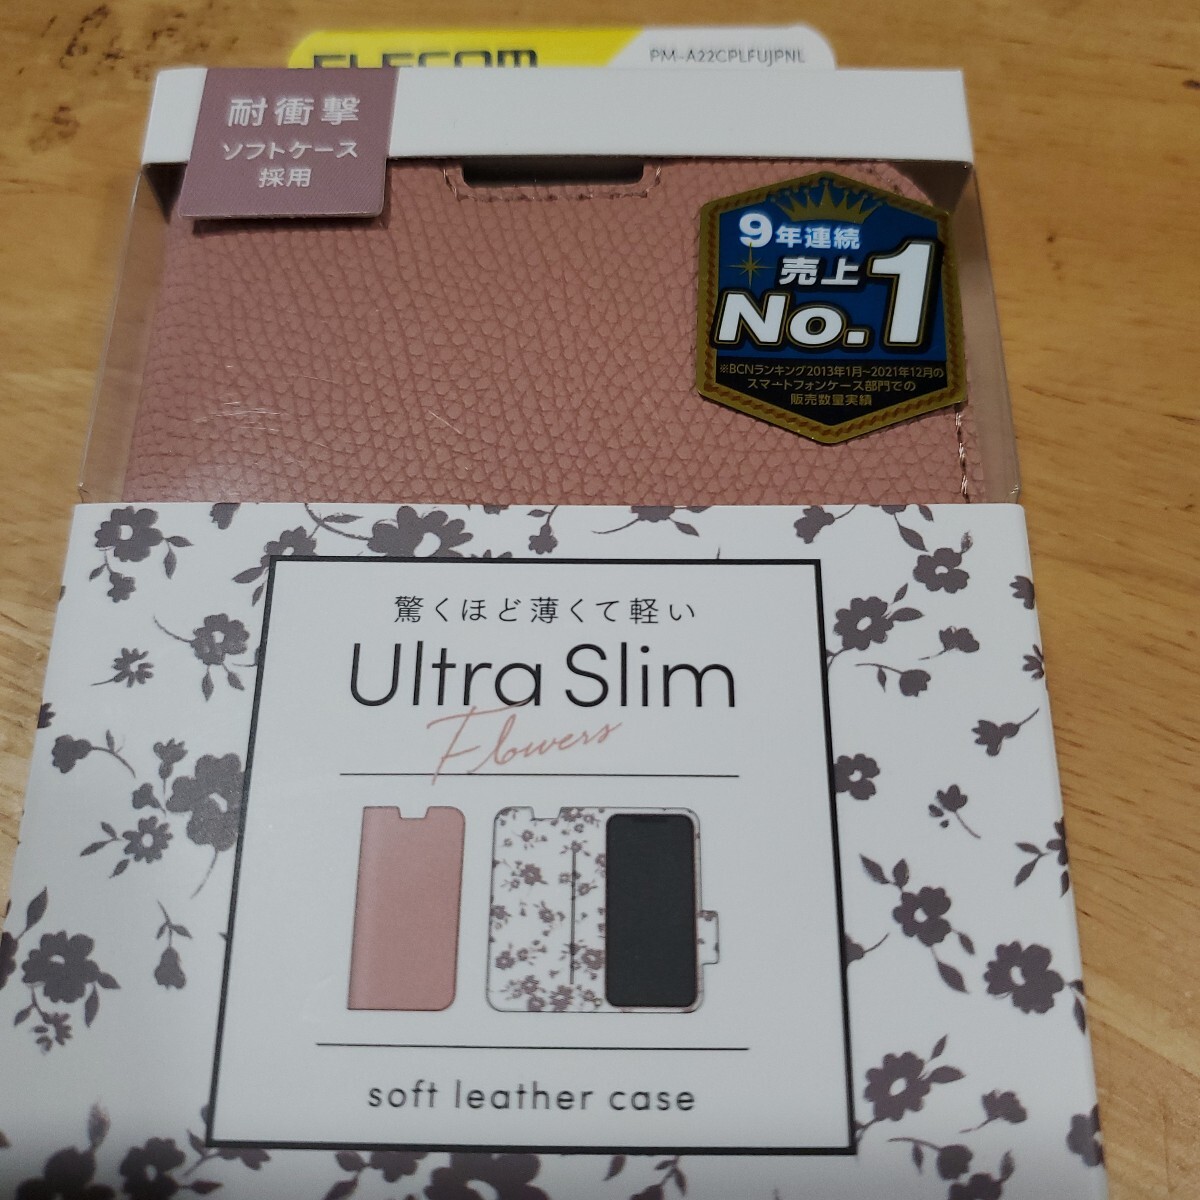 ELECOM
PM-A22CPLFUJPNL
耐衝撃
ソフトケース
採用
9年連続
売上
No.1
※BCNランキング2013年1月~2021年12月の
スマートフォンケース部門での
販売数量実績
驚くほど薄くて軽い
Ultra Slim
Flowers
soft leather case